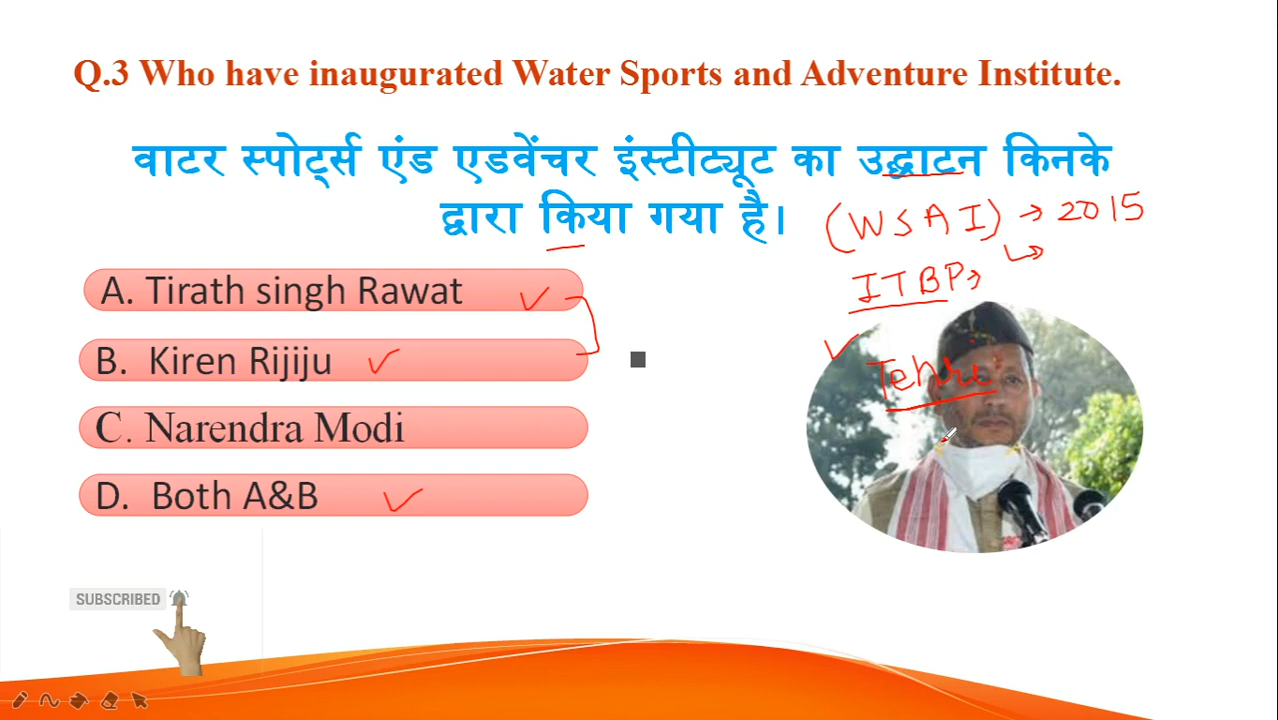 Q.3 Who have inaugurated Water Sports and Adventure Institute.
वाटर स्पोर्ट्स एंड एडवेंचर इंस्टीट्यूट का उद्घाटन किनके
द्वारा किया गया है।
(WSAI) → 2015
ITBP
Tehri
A. Tirath singh Rawat
B. Kiren Rijiju
C. Narendra Modi
D. Both A&B
SUBSCRIBED